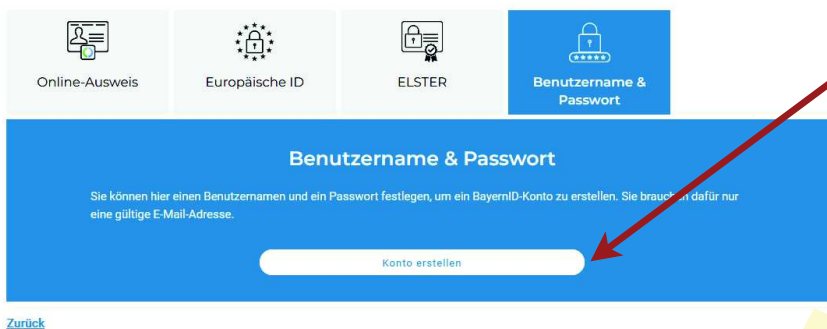 Online-Ausweis
Europäische ID
ELSTER
Benutzername &
Passwort
Benutzername & Passwort
Sie können hier einen Benutzernamen und ein Passwort festlegen, um ein BayernID-Konto zu erstellen. Sie brauchen dafür nur
eine gültige E-Mail-Adresse.
Konto erstellen
Zurück